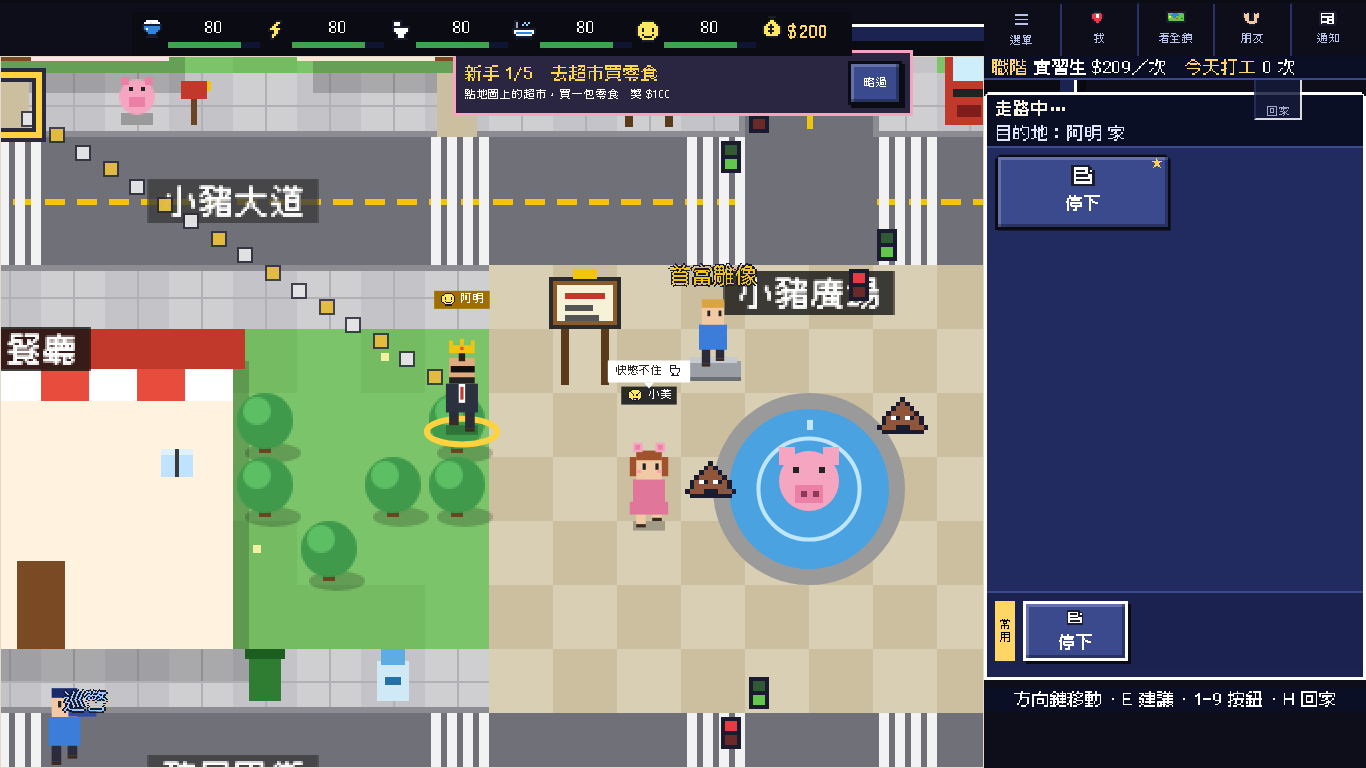 80
80
80
80
80
$200
選單
我
看全鎮
朋友
通知
新手 1/5 去超市買零食
點地圖上的超市，買一包零食 獎 $100
略過
職階 實習生 $209／次 今天打工 0 次
走路中⋯
目的地：阿明 家
回家
停下
小豬大道
阿明
首富雕像
小豬廣場
餐廳
快憋不住
小美
巡警
常用
停下
方向鍵移動 · E 建議 · 1-9 按鈕 · H 回家